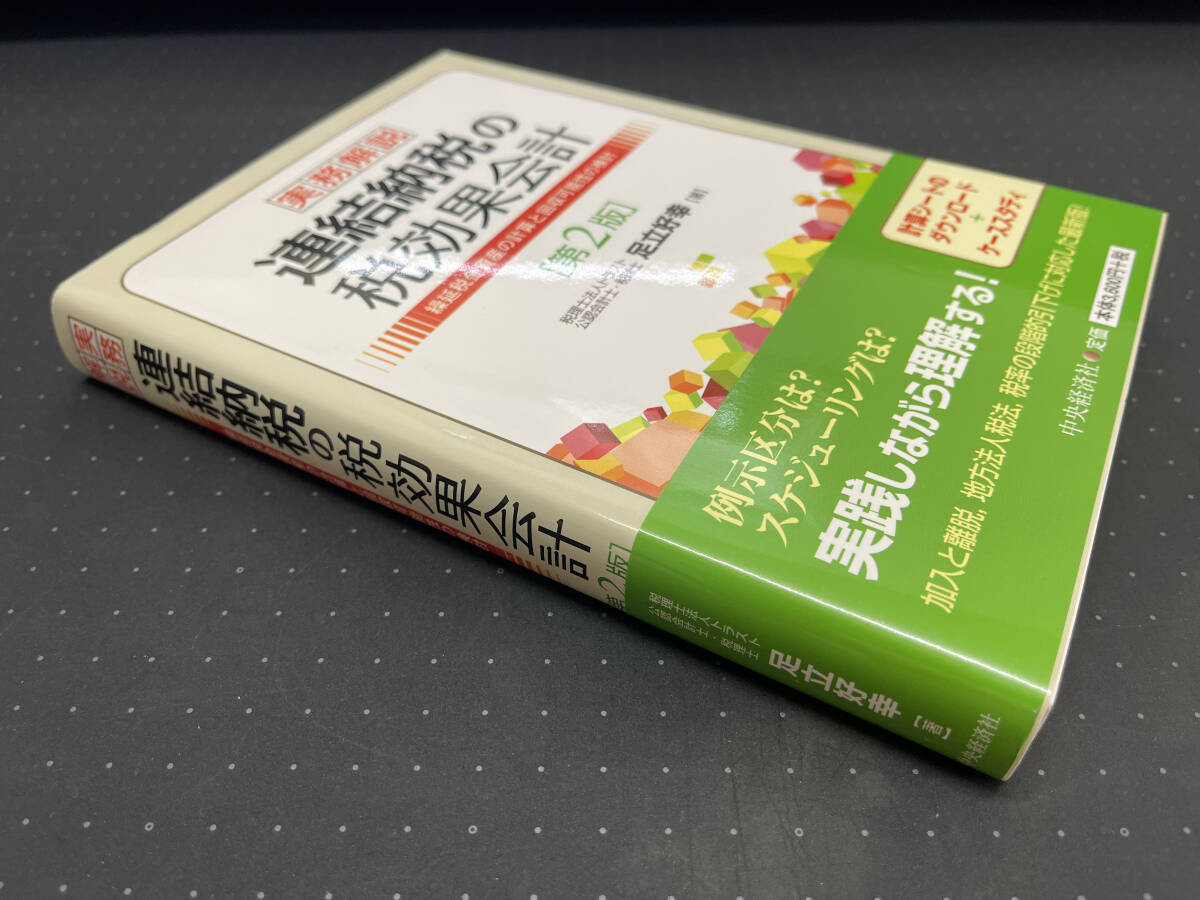 実務解説
連結納税の
税効果会計
繰延税金資産の計算と回収可能性の検討
[第2版]
税理士法人トラスト
公認会計士・税理士
足立好幸 [著]
計算シートの
ダウンロード
+
ケーススタディ
例示区分は?
スケジューリングは?
実践しながら理解する!
加入と離脱,地方法人税法,税率の段階的引下げに対応した最新版!
中央経済社●定価 本体3,600円+税
実務
連結納税の税効果会計
第2版]
税理士法人トラスト
公認会計士・税理士
足立好幸 [著]
中央経済社